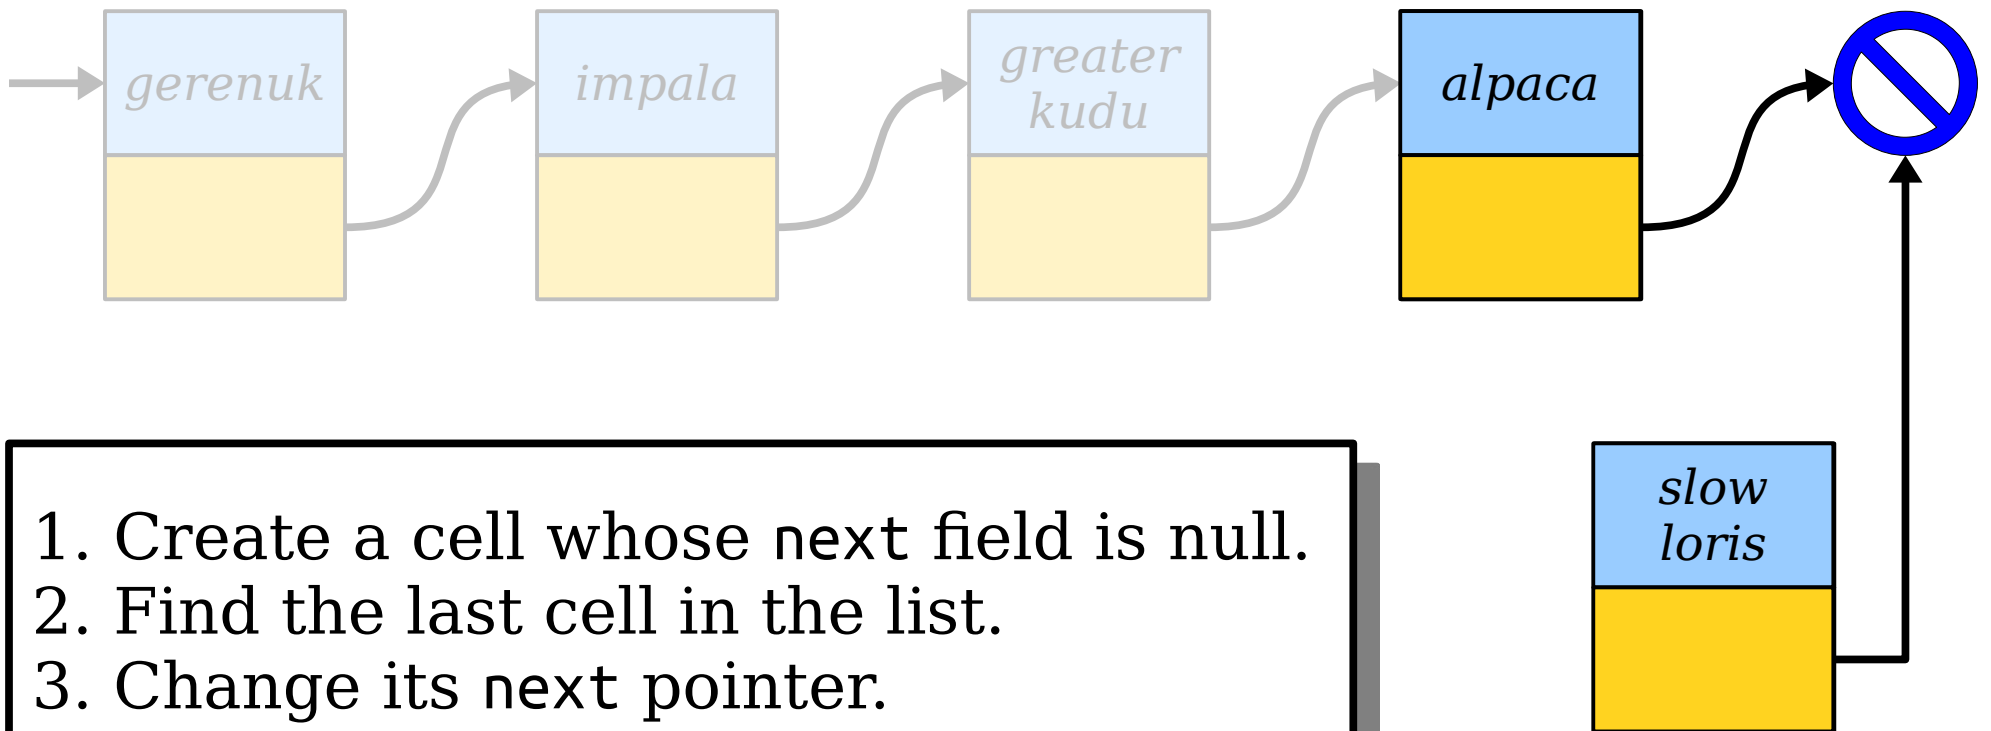 gerenuk
impala
greater
kudu
alpaca
slow
loris
1. Create a cell whose next field is null.
2. Find the last cell in the list.
3. Change its next pointer.